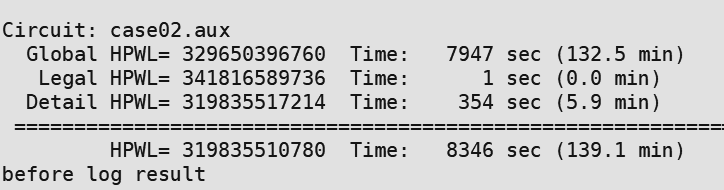 Circuit: case02.aux
  Global HPWL= 329650396760  Time:   7947 sec (132.5 min)
   Legal HPWL= 341816589736  Time:      1 sec (0.0 min)
  Detail HPWL= 319835517214  Time:    354 sec (5.9 min)
 ============================================================
         HPWL= 319835510780  Time:   8346 sec (139.1 min)
before log result